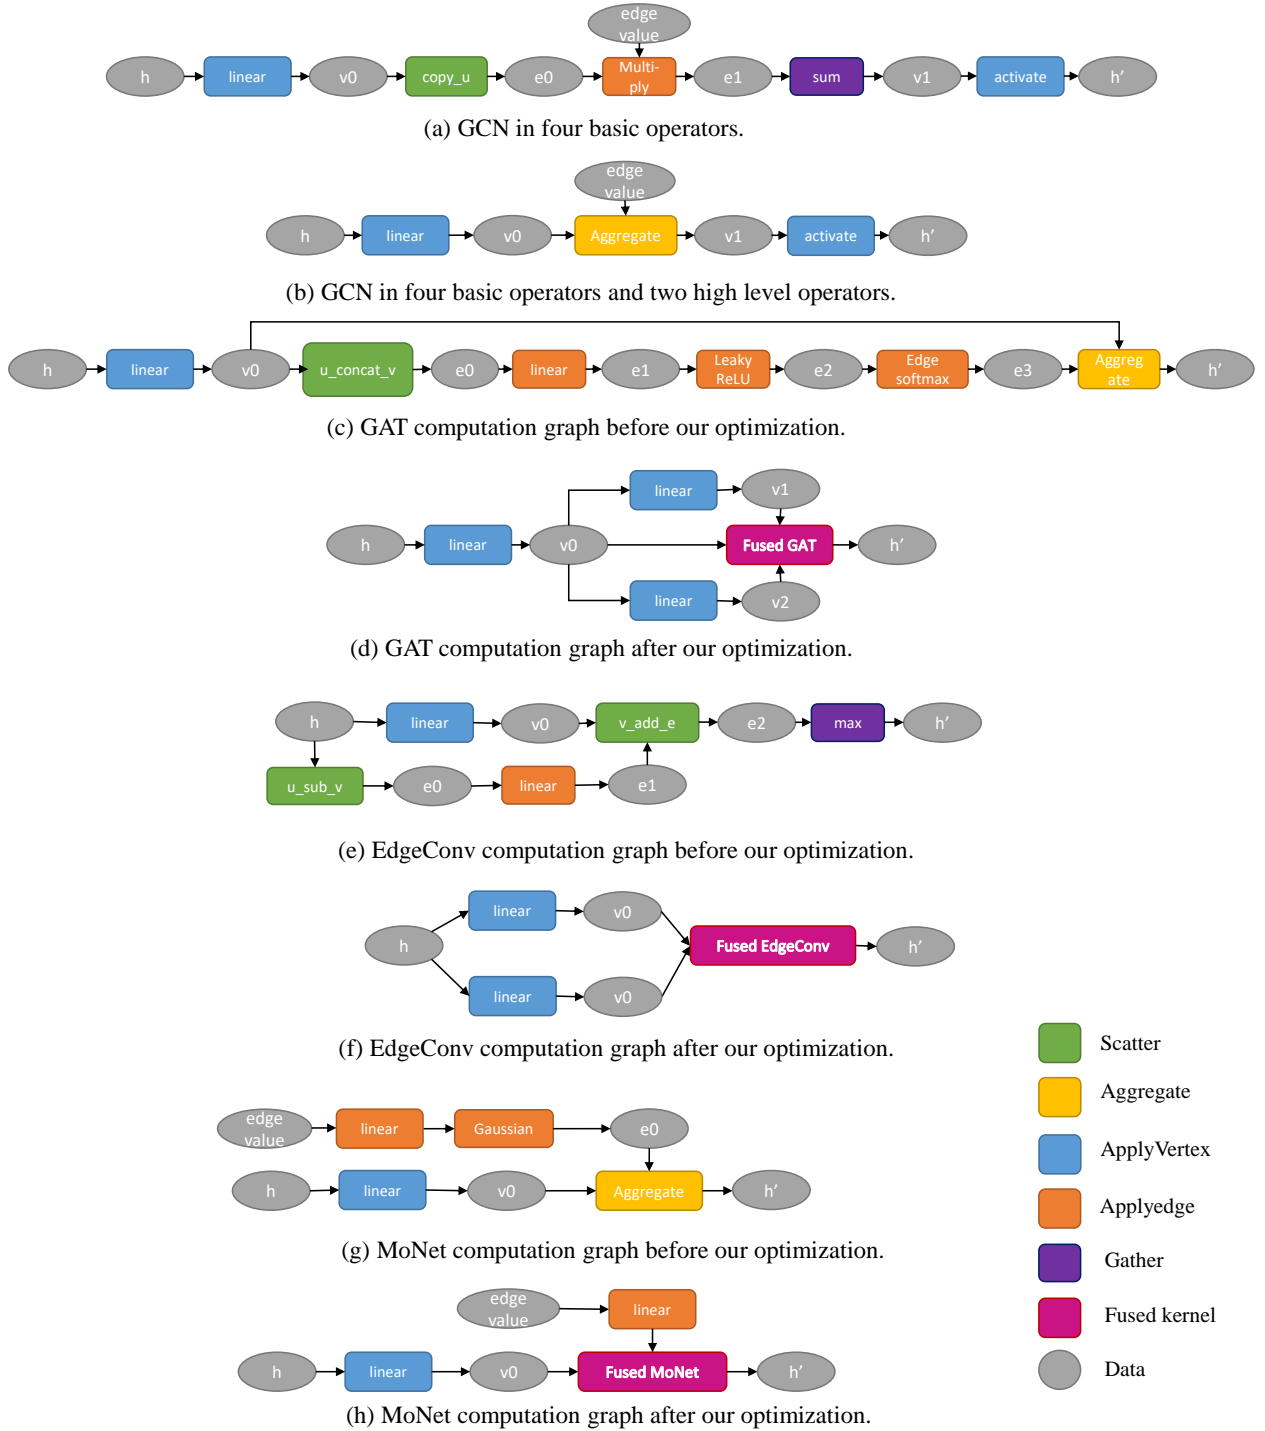 edge
value
h linear v0 copy_u e0 Multi-
ply e1 sum v1 activate h'
(a) GCN in four basic operators.
edge
value
h linear v0 Aggregate v1 activate h'
(b) GCN in four basic operators and two high level operators.
h linear v0 u_concat_v e0 linear e1 Leaky
ReLU e2 Edge
softmax e3 Aggreg
ate h'
(c) GAT computation graph before our optimization.
linear v1
h linear v0 Fused GAT h'
linear v2
(d) GAT computation graph after our optimization.
h linear v0 v_add_e e2 max h'
u_sub_v e0 linear e1
(e) EdgeConv computation graph before our optimization.
linear v0
h Fused EdgeConv h'
linear v0
(f) EdgeConv computation graph after our optimization.
edge
value linear Gaussian e0
h linear v0 Aggregate h'
(g) MoNet computation graph before our optimization.
edge
value linear
h linear v0 Fused MoNet h'
(h) MoNet computation graph after our optimization.
Scatter
Aggregate
ApplyVertex
Applyedge
Gather
Fused kernel
Data